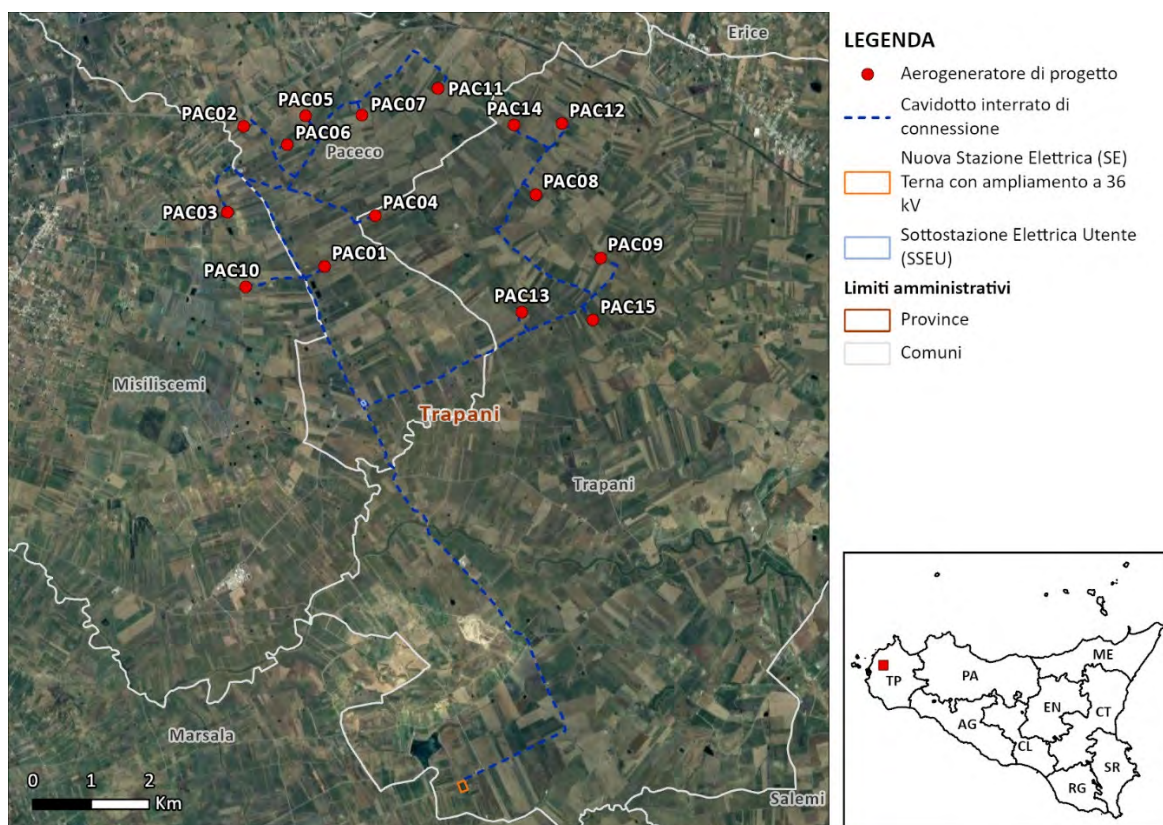 Erice
PAC11
PAC05
PAC07
PAC14
PAC12
PAC02
PAC06
Paceco
PAC08
PAC03
PAC04
PAC01
PAC09
PAC10
PAC13
PAC15
Misiliscemi
Trapani
Trapani
Marsala
0 1 2
Km
Salemi
LEGENDA
Aerogeneratore di progetto
Cavidotto interrato di
connessione
Nuova Stazione Elettrica (SE)
Terna con ampliamento a 36
kV
Sottostazione Elettrica Utente
(SSEU)
Limiti amministrativi
Province
Comuni
ME
TP
PA
EN
CT
AG
CL
SR
RG